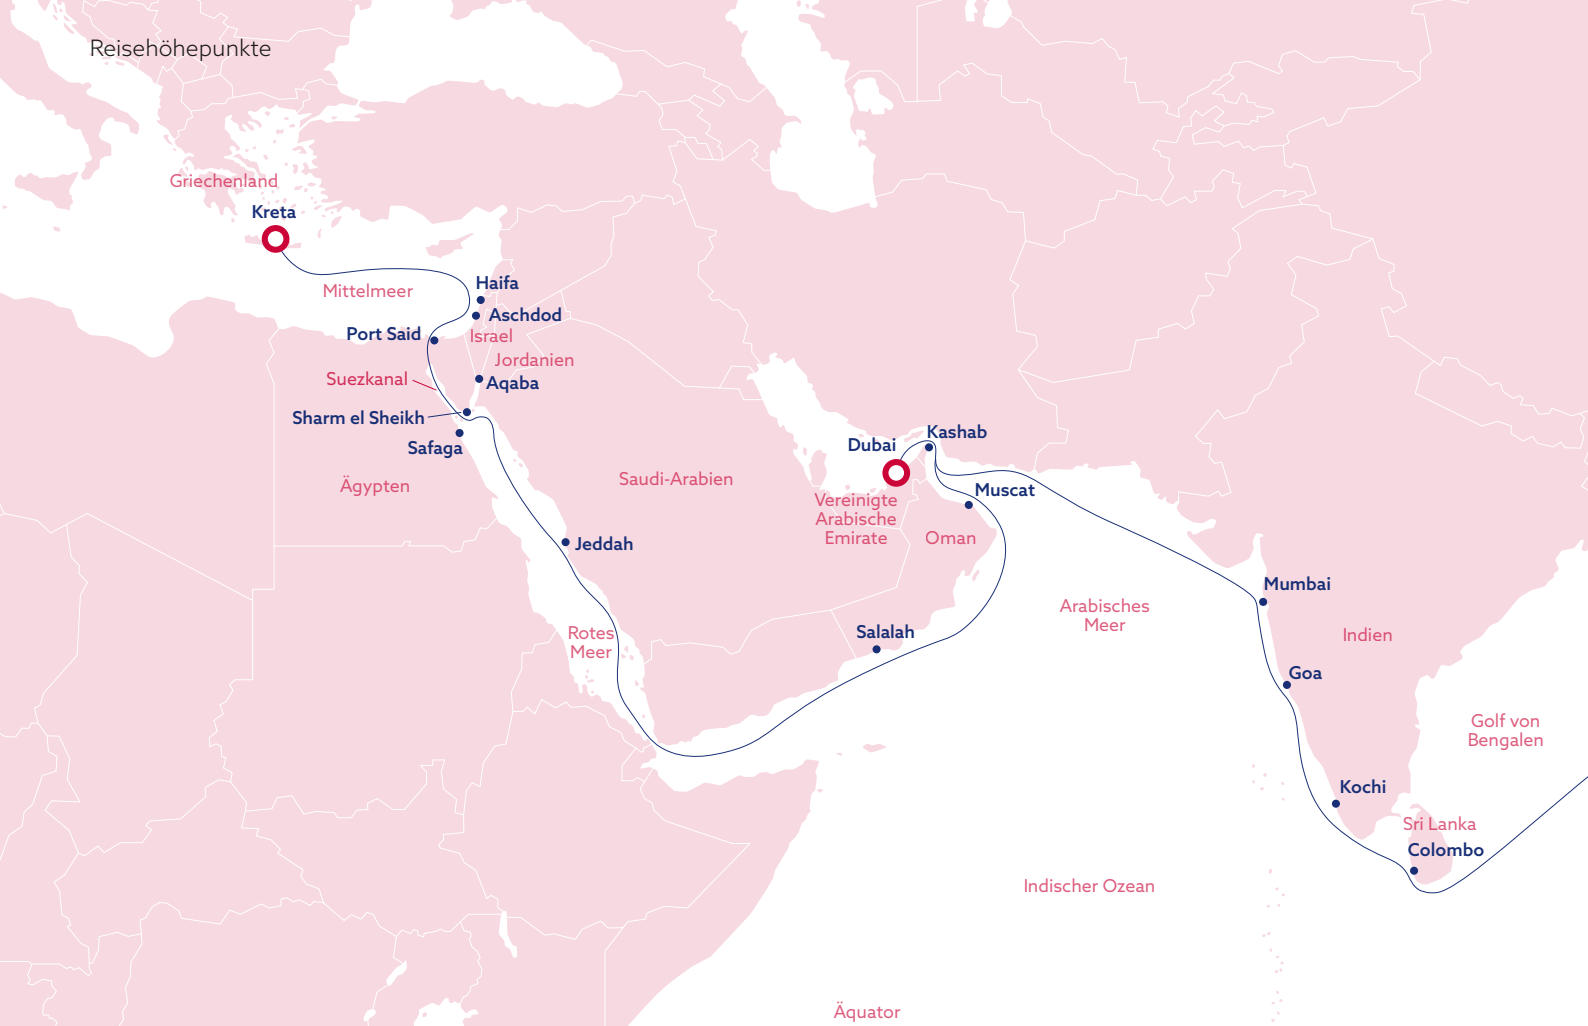 Reisehöhepunkte
Griechenland
Kreta
Mittelmeer
Haifa
Aschdod
Port Said
Israel
Jordanien
Suezkanal
Aqaba
Sharm el Sheikh
Safaga
Ägypten
Saudi-Arabien
Dubai
Kashab
Muscat
Vereinigte
Arabische
Emirate
Oman
Jeddah
Rotes
Meer
Salalah
Arabisches
Meer
Mumbai
Indien
Goa
Golf von
Bengalen
Kochi
Sri Lanka
Colombo
Indischer Ozean
Äquator